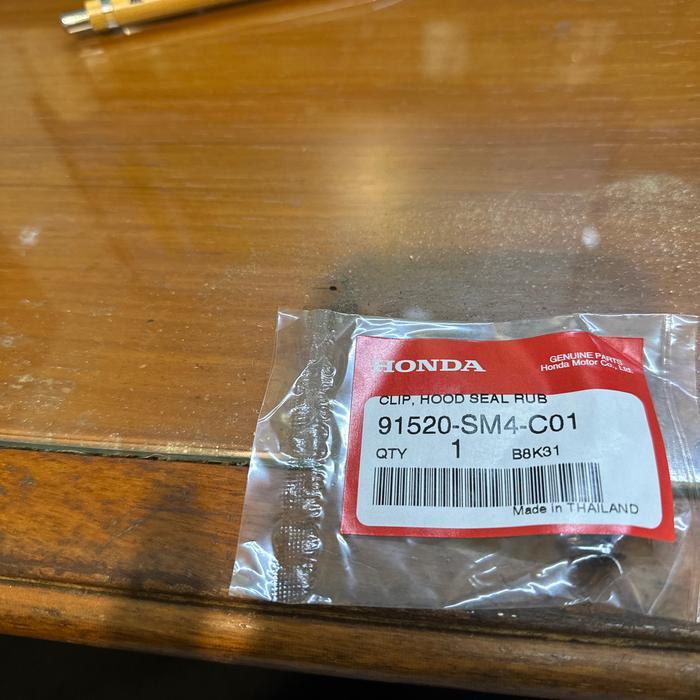 HONDA
GENUINE PARTS
Honda Motor Co., Ltd.
CLIP, HOOD SEAL RUB
91520-SM4-C01
QTY 1 B8K31
Made in THAILAND